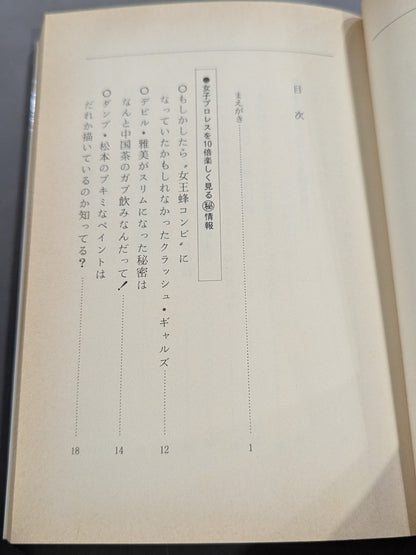 目次
まえがき……1
●女子プロレスを10倍楽しく見る㊙情報
◎もしかしたら〝女王蜂コンビ〟に
なっていたかもしれなかったクラッシュ・ギャルズ……12
◎デビル・雅美がスリムになった秘密は
なんと中国茶のガブ飲みなんだって！……14
◎ダンプ・松本のブキミなペイントは
だれか描いているのか知ってる？……18